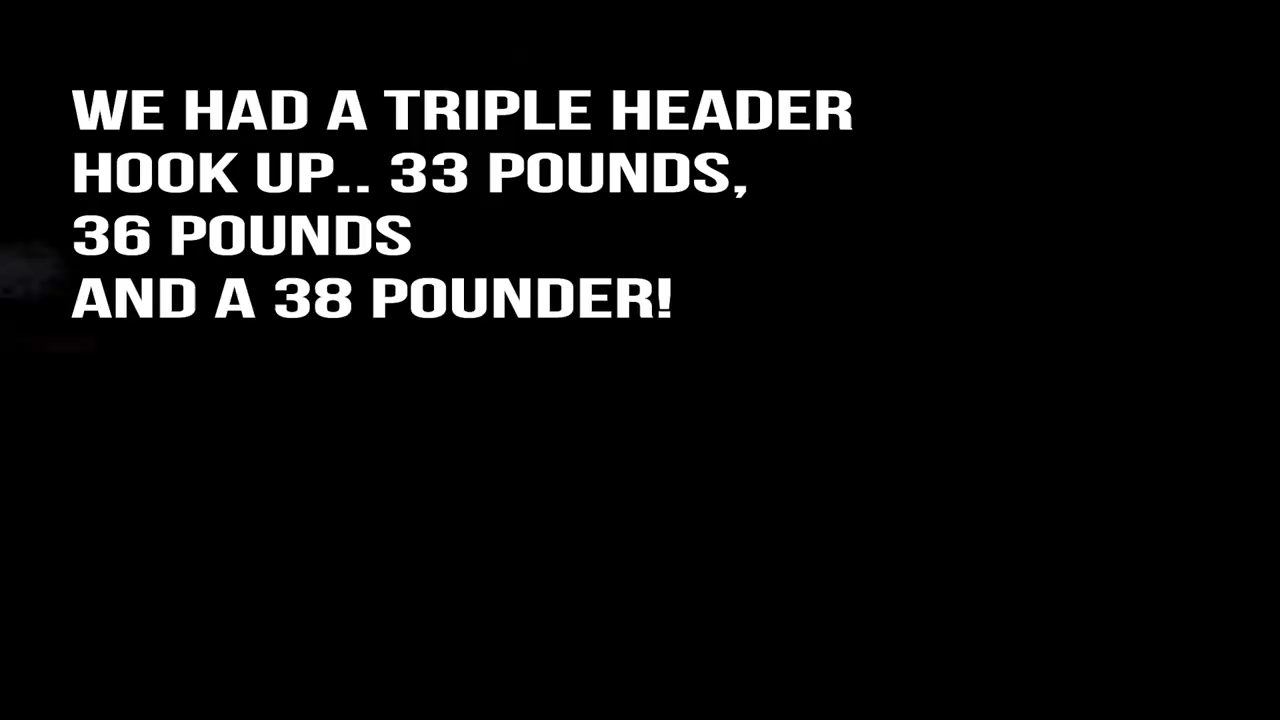 WE HAD A TRIPLE HEADER
HOOK UP.. 33 POUNDS,
36 POUNDS
AND A 38 POUNDER!